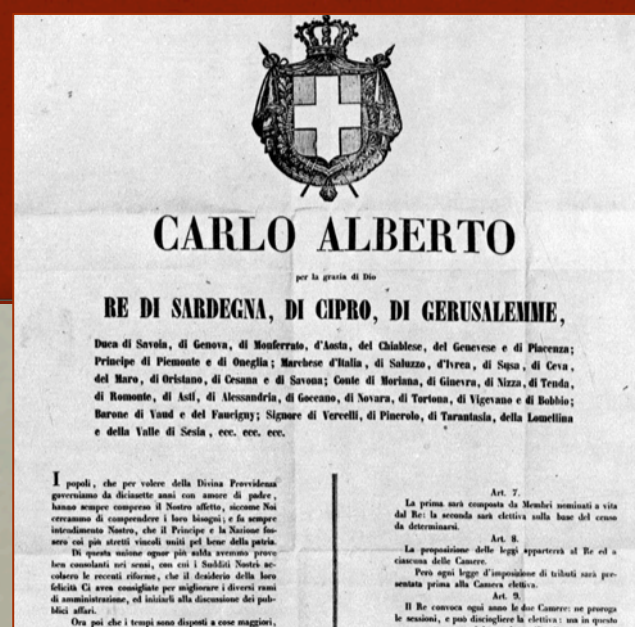 CARLO ALBERTO
per la grazia di Dio
RE DI SARDEGNA, DI CIPRO, DI GERUSALEMME,
Duca di Savoia, di Genova, di Monferrato, d'Aosta, del Chiablese, del Genevese e di Piacenza;
Principe di Piemonte e di Oneglia; Marchese d'Italia, di Saluzzo, d'Ivrea, di Susa, di Ceva,
del Maro, di Oristano, di Cesana e di Savona; Conte di Moriana, di Ginevra, di Nizza, di Tenda,
di Romonte, di Asti, di Alessandria, di Goceano, di Novara, di Tortona, di Vigevano e di Bobbio;
Barone di Vaud e del Faucigny; Signore di Vercelli, di Pinerolo, di Tarantasia, della Lomellina
e della Valle di Sesia, ecc. ecc. ecc.
I popoli, che per volere della Divina Provvidenza
governiamo da diciasette anni con amore di padre,
hanno sempre compreso il Nostro affetto, siccome Noi
cercammo di comprendere i loro bisogni; e fu sempre
intendimento Nostro, che il Principe e la Nazione fos-
sero coi più stretti vincoli uniti pel bene della patria.
Di questa unione ognor più salda avemmo prove
ben consolanti nei sensi, con cui i Sudditi Nostri ac-
colsero le recenti riforme, che il desiderio della loro
felicità Ci avea consigliate per migliorare i diversi rami
di amministrazione, ed iniziarli alla discussione dei pub-
blici affari.
Ora poi che i tempi sono disposti a cose maggiori,
Art. 7.
La prima sarà composta da Membri nominati a vita
dal Re: la seconda sarà elettiva sulla base del censo
da determinarsi.
Art. 8.
La proposizione delle leggi apparterrà al Re ed a
ciascuna delle Camere.
Però ogni legge d'imposizione di tributi sarà pre-
sentata prima alla Camera elettiva.
Art. 9.
Il Re convoca ogni anno le due Camere: ne proroga
le sessioni, e può disciogliere la elettiva: ma in questo